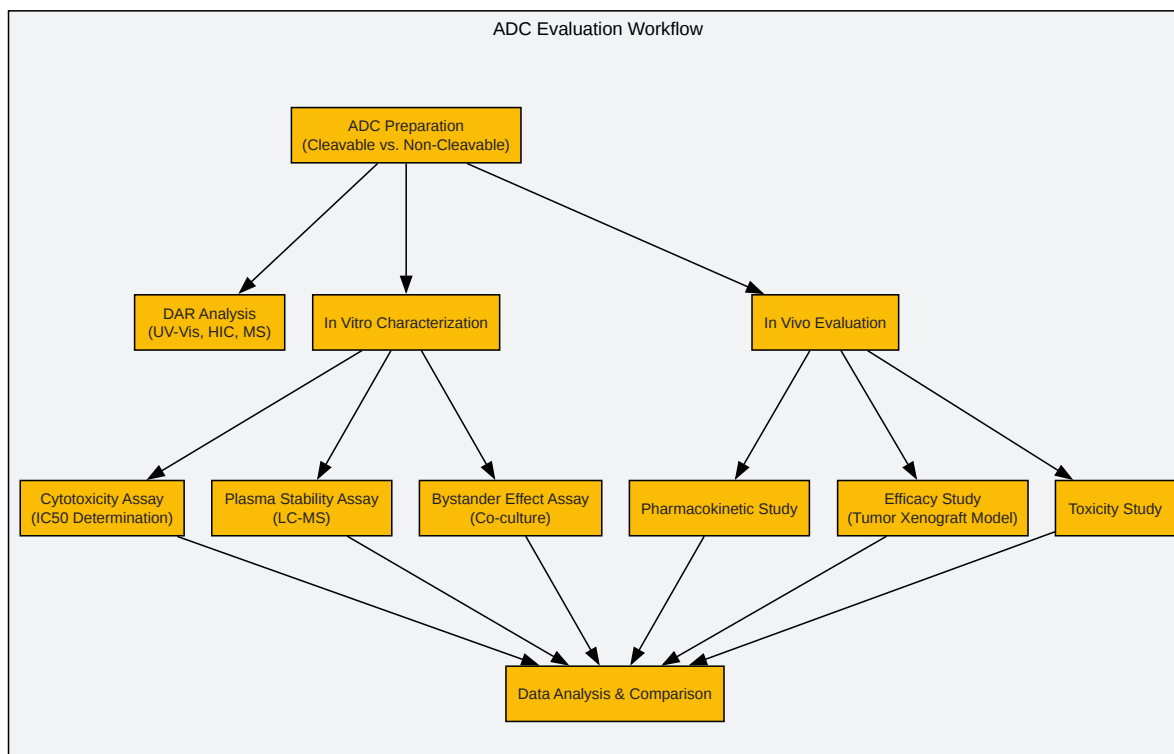 ADC Evaluation Workflow
ADC Preparation
(Cleavable vs. Non-Cleavable)
DAR Analysis
(UV-Vis, HIC, MS)
In Vitro Characterization
In Vivo Evaluation
Cytotoxicity Assay
(IC50 Determination)
Plasma Stability Assay
(LC-MS)
Bystander Effect Assay
(Co-culture)
Pharmacokinetic Study
Efficacy Study
(Tumor Xenograft Model)
Toxicity Study
Data Analysis & Comparison